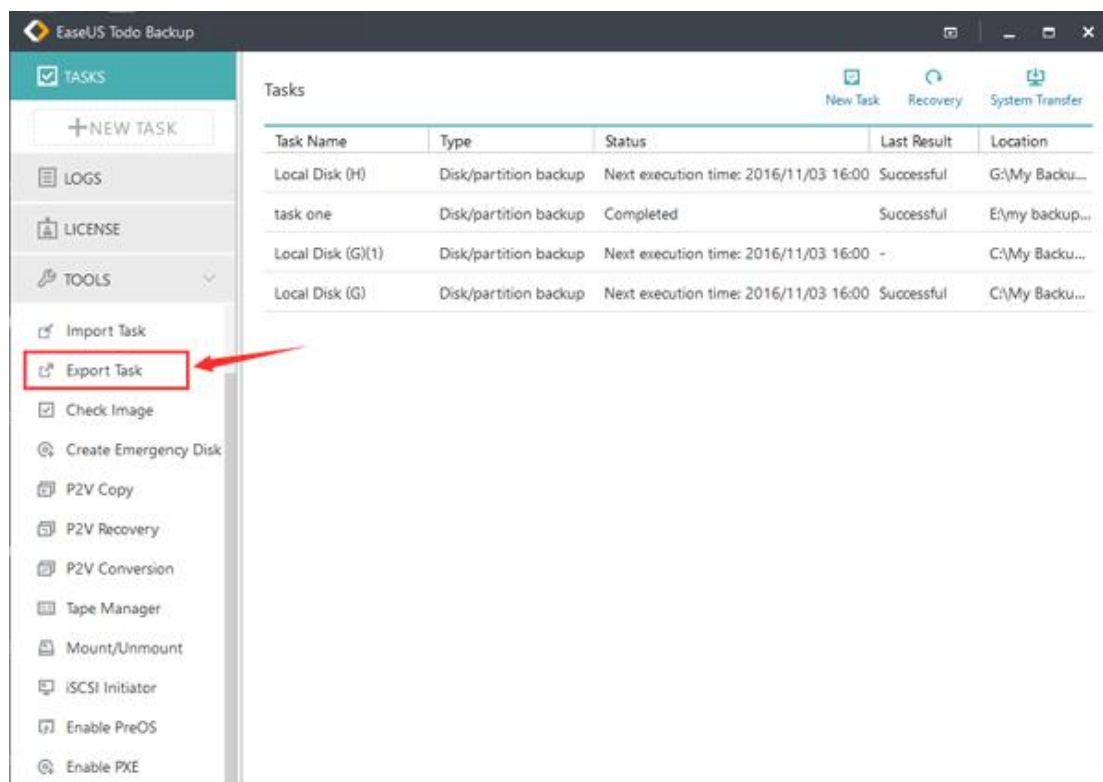 EaseUS Todo Backup
TASKS
+NEW TASK
LOGS
LICENSE
TOOLS
Import Task
Export Task
Check Image
Create Emergency Disk
P2V Copy
P2V Recovery
P2V Conversion
Tape Manager
Mount/Unmount
iSCSI Initiator
Enable PreOS
Enable PXE
Tasks
New Task Recovery System Transfer
Task Name Type Status Last Result Location
Local Disk (H) Disk/partition backup Next execution time: 2016/11/03 16:00 Successful G:\My Backu...
task one Disk/partition backup Completed Successful E:\my backup...
Local Disk (G)(1) Disk/partition backup Next execution time: 2016/11/03 16:00 - C:\My Backu...
Local Disk (G) Disk/partition backup Next execution time: 2016/11/03 16:00 Successful C:\My Backu...